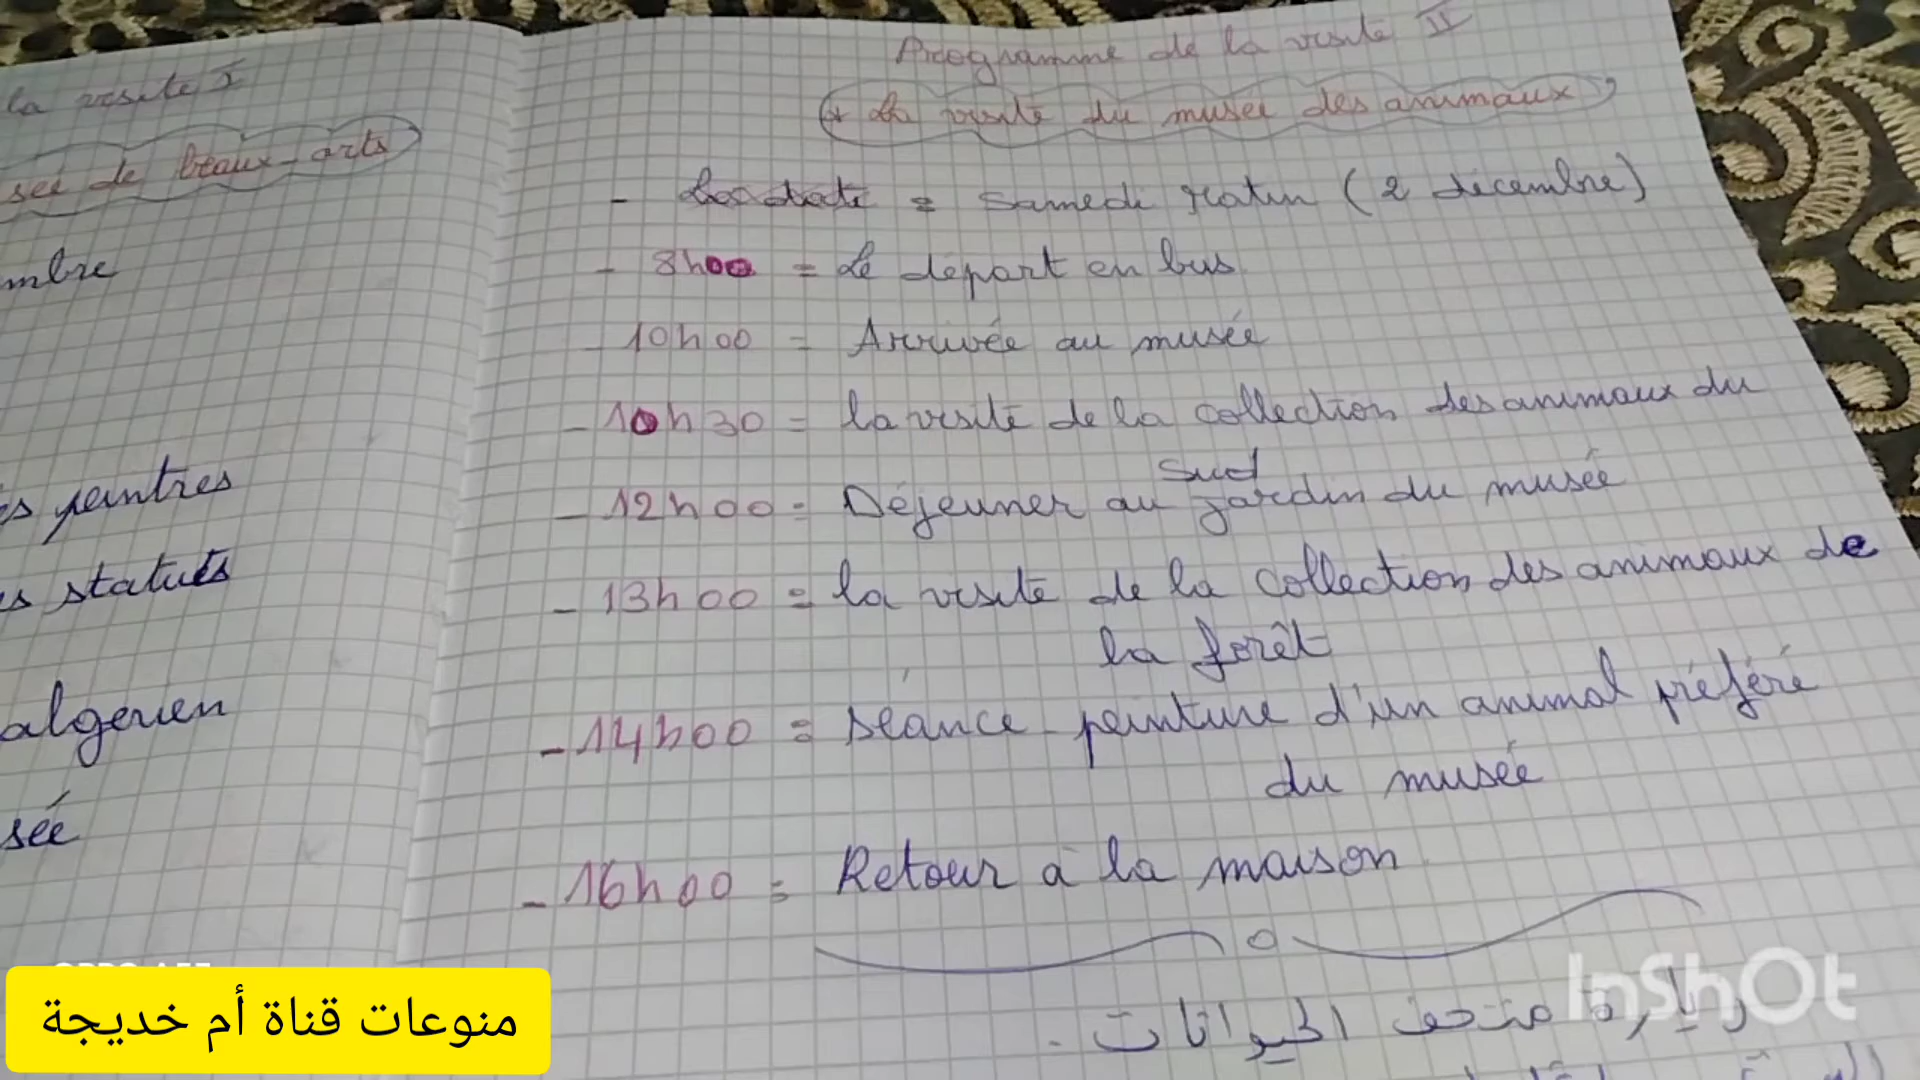 la visite I
sée de beaux-arts
mbre
es peintres
es statuts
algerien
sée
Programme de la visite II
* La visite du musée des animaux
- = samedi Matin (2 décembre)
- 8h00 = Le départ en bus
- 10h00 = Arrivée au musée
- 10h30 = la visite de la collection des animaux du
sud
- 12h00 = Déjeuner au jardin du musée
- 13h00 = la visite de la collection des animaux de
la forêt
- 14h00 = séance peinture d'un animal préféré
du musée
- 16h00 = Retour à la maison
زيارة متحف الحيوانات .
منوعات قناة أم خديجة
InShOt